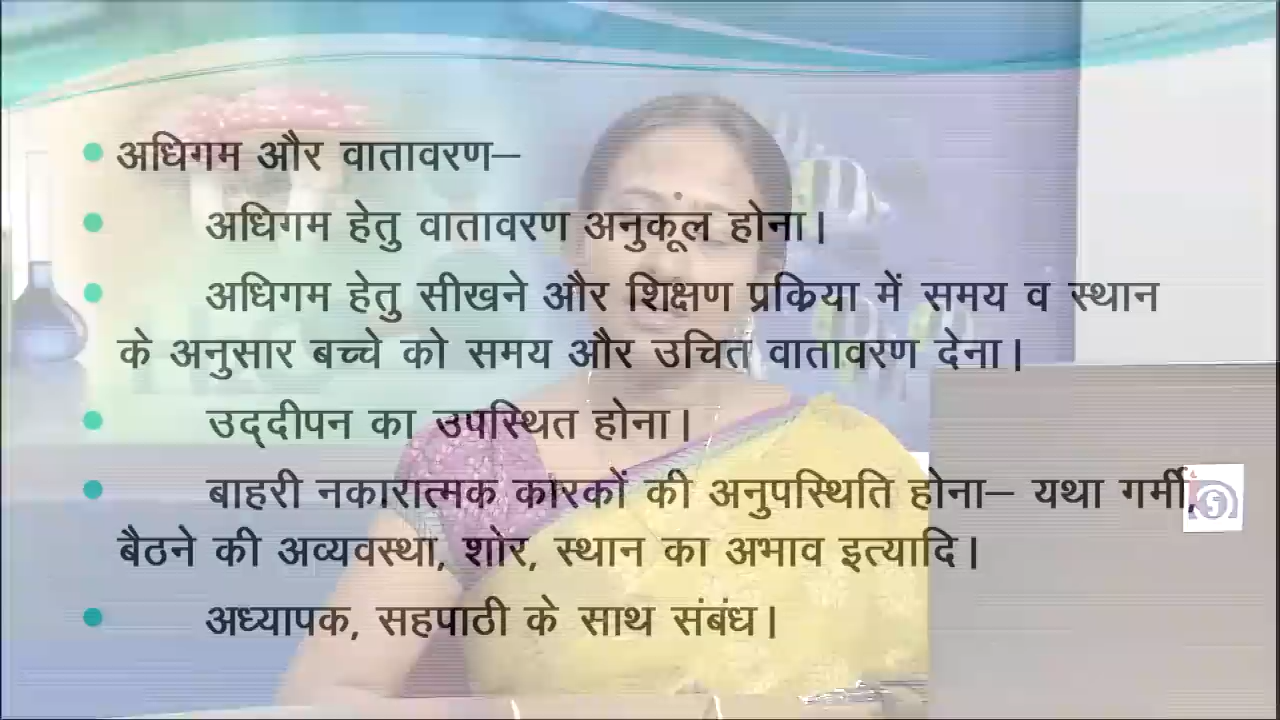 अधिगम और वातावरण–
अधिगम हेतु वातावरण अनुकूल होना।
अधिगम हेतु सीखने और शिक्षण प्रक्रिया में समय व स्थान
के अनुसार बच्चे को समय और उचित वातावरण देना।
उद्दीपन का उपस्थित होना।
बाहरी नकारात्मक कारकों की अनुपस्थिति होना– यथा गर्मी,
बैठने की अव्यवस्था, शोर, स्थान का अभाव इत्यादि।
अध्यापक, सहपाठी के साथ संबंध।